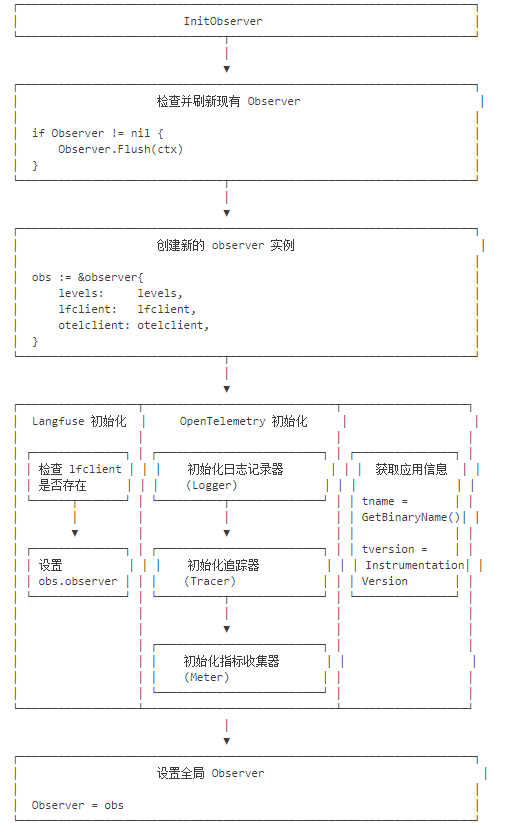 InitObserver
检查并刷新现有 Observer
if Observer != nil {
    Observer.Flush(ctx)
}
创建新的 observer 实例
obs := &observer{
    levels:     levels,
    lfclient:   lfclient,
    otelclient: otelclient,
}
Langfuse 初始化
检查 lfclient
是否存在
设置
obs.observer
OpenTelemetry 初始化
初始化日志记录器
(Logger)
初始化追踪器
(Tracer)
初始化指标收集器
(Meter)
获取应用信息
tname =
GetBinaryName()
tversion =
Instrumentation
Version
设置全局 Observer
Observer = obs